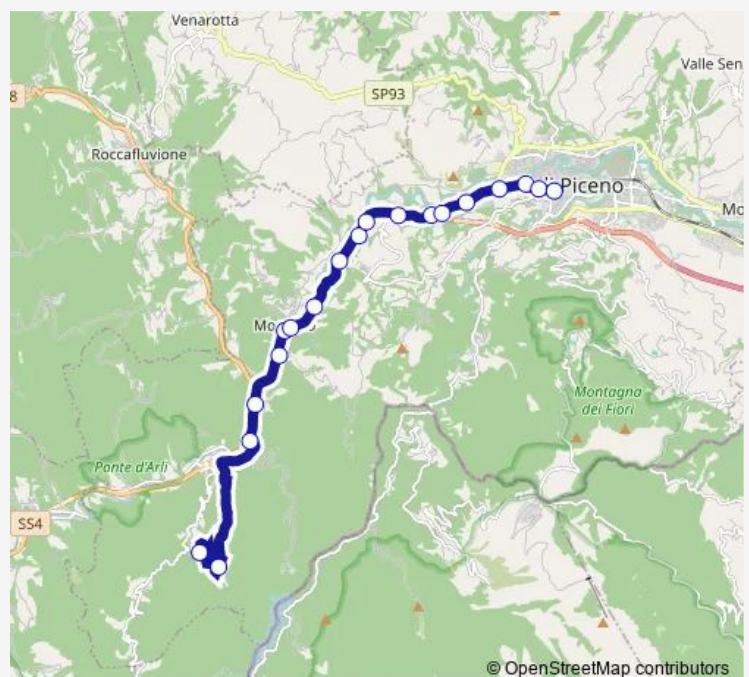 Venarotta
Valle Sen
SP93
8
Roccafluvione
Piceno
Mo
Mo
Montagna
dei Fiori
Ponte d'Arli
SS4
© OpenStreetMap contributors